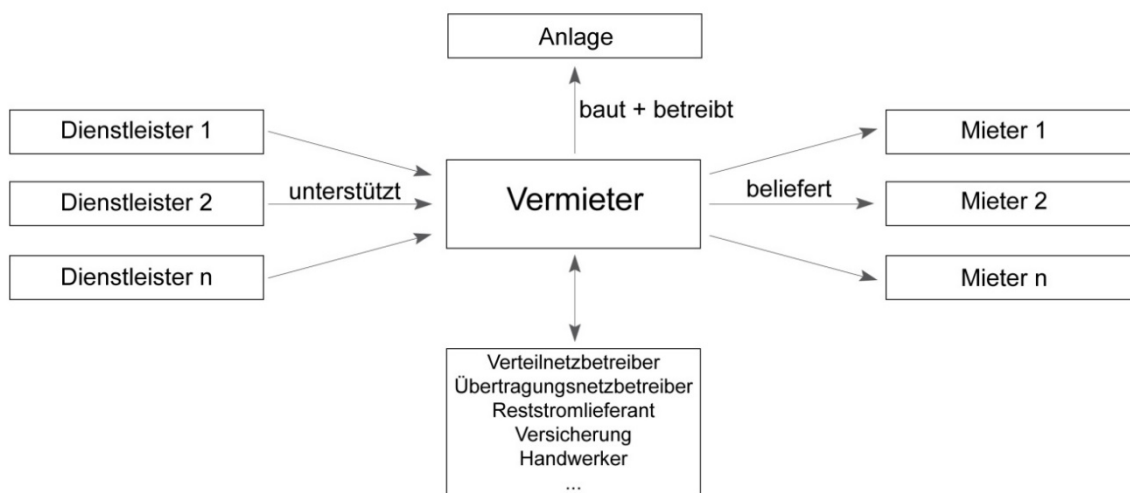 Anlage
baut + betreibt
Dienstleister 1
Mieter 1
Dienstleister 2
unterstützt
Vermieter
beliefert
Mieter 2
Dienstleister n
Mieter n
Verteilnetzbetreiber
Übertragungsnetzbetreiber
Reststromlieferant
Versicherung
Handwerker
...